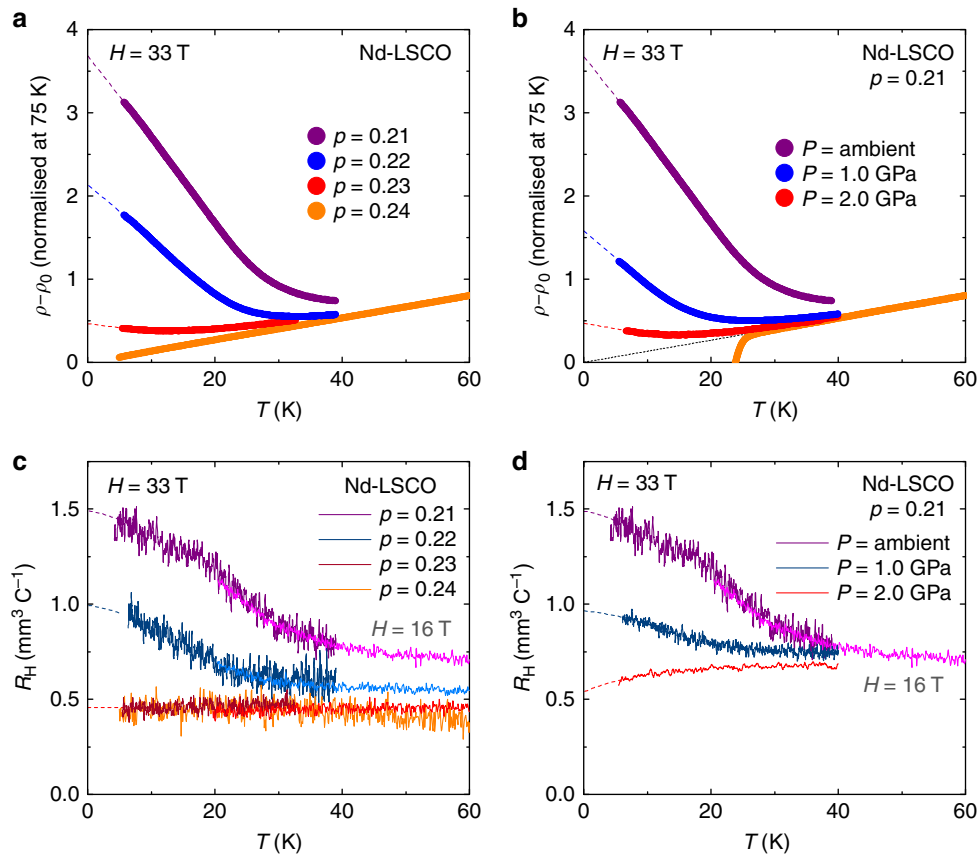 a
H = 33 T
Nd-LSCO
p = 0.21
p = 0.22
p = 0.23
p = 0.24
ρ–ρ0 (normalised at 75 K)
4
3
2
1
0
0 20 40 60
T (K)
b
H = 33 T
Nd-LSCO
p = 0.21
P = ambient
P = 1.0 GPa
P = 2.0 GPa
ρ–ρ0 (normalised at 75 K)
4
3
2
1
0
0 20 40 60
T (K)
c
H = 33 T
Nd-LSCO
p = 0.21
p = 0.22
p = 0.23
p = 0.24
H = 16 T
RH (mm³ C⁻¹)
1.5
1.0
0.5
0.0
0 20 40 60
T (K)
d
H = 33 T
Nd-LSCO
p = 0.21
P = ambient
P = 1.0 GPa
P = 2.0 GPa
H = 16 T
RH (mm³ C⁻¹)
1.5
1.0
0.5
0.0
0 20 40 60
T (K)